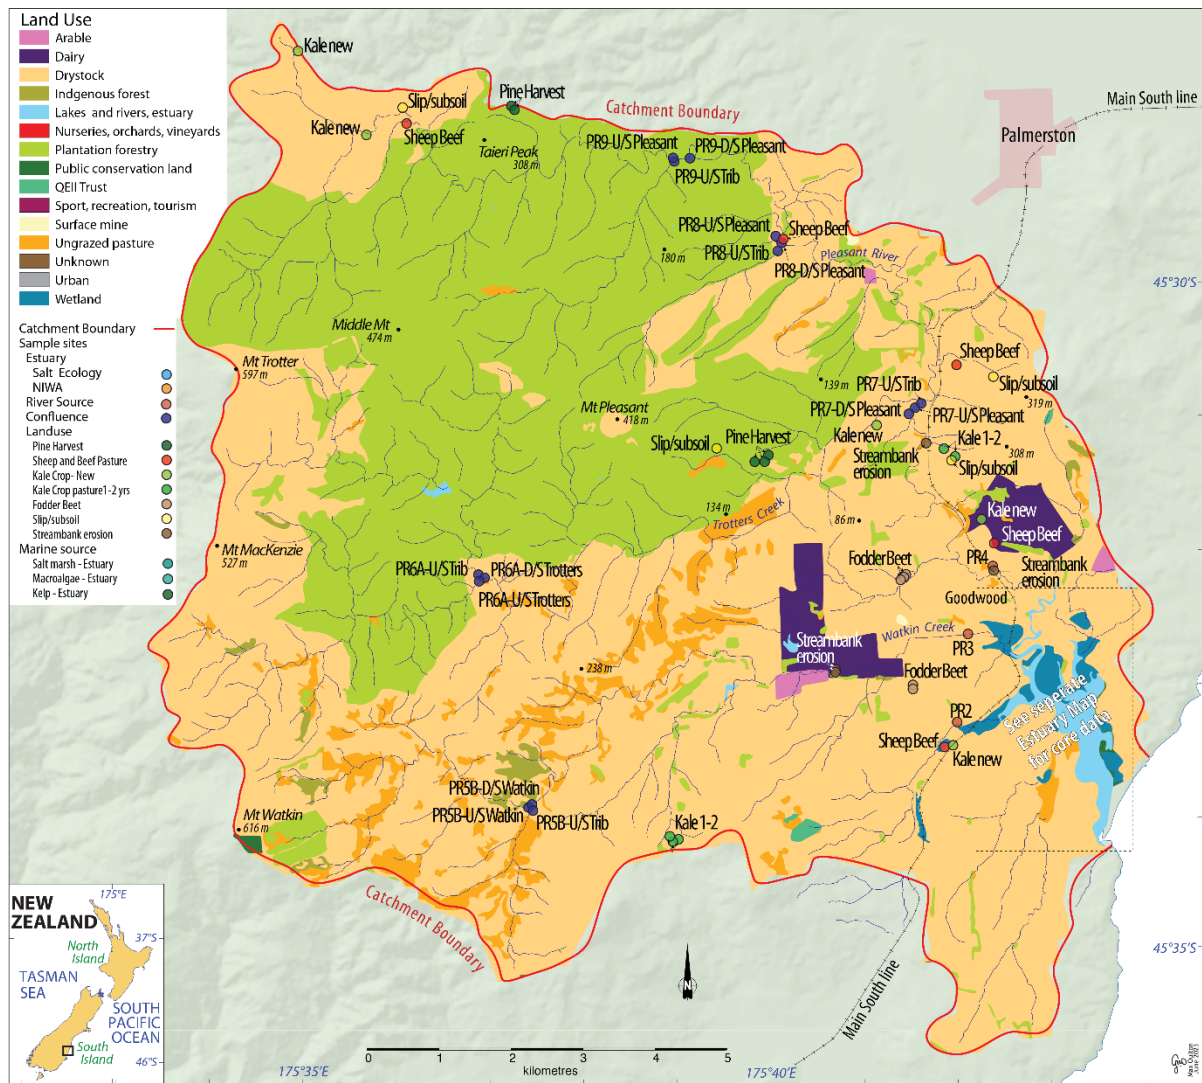 Land Use
Arable
Dairy
Drystock
Indigenous forest
Lakes and rivers, estuary
Nurseries, orchards, vineyards
Plantation forestry
Public conservation land
QEII Trust
Sport, recreation, tourism
Surface mine
Ungrazed pasture
Unknown
Urban
Wetland
Catchment Boundary
Sample sites
Estuary
Salt Ecology
NIWA
River Source
Confluence
Landuse
Pine Harvest
Sheep and Beef Pasture
Kale Crop- New
Kale Crop pasture1-2 yrs
Fodder Beet
Slip/subsoil
Streambank erosion
Marine source
Salt marsh - Estuary
Macroalgae - Estuary
Kelp - Estuary
Kale new
Slip/subsoil
Kale new
Sheep Beef
Pine Harvest
Catchment Boundary
Main South line
Palmerston
Taieri Peak
308 m
PR9-U/S Pleasant
PR9-D/S Pleasant
PR9-U/S Trib
PR8-U/S Pleasant
Sheep Beef
180 m
PR8-U/S Trib
PR8-D/S Pleasant
Pleasant River
45°30'S
Middle Mt
474 m
Mt Trotter
597 m
Sheep Beef
Slip/subsoil
319 m
139 m
PR7-U/S Trib
PR7-D/S Pleasant
PR7-U/S Pleasant
Mt Pleasant
418 m
Kale new
Kale 1-2
308 m
Slip/subsoil
Pine Harvest
Streambank
erosion
Slip/subsoil
134 m
Trotters Creek
86 m
Kale new
Sheep Beef
Mt MacKenzie
527 m
PR6A-U/S Trib
PR6A-D/S Trotters
PR6A-U/S Trotters
Fodder Beet
PR4
Streambank
erosion
Goodwood
Watkin Creek
PR3
Streambank
erosion
238 m
Fodder Beet
PR2
See seperate
Estuary Map
for core data
Sheep Beef
Kale new
PR5B-D/S Watkin
PR5B-U/S Watkin
PR5B-U/S Trib
Kale 1-2
Mt Watkin
616 m
Catchment Boundary
175°E
NEW
ZEALAND
37°S
North
Island
TASMAN
SEA
SOUTH
PACIFIC
OCEAN
South
Island
46°S
N
Main South line
45°35'S
0 1 2 3 4 5
kilometres
175°35'E
175°40'E